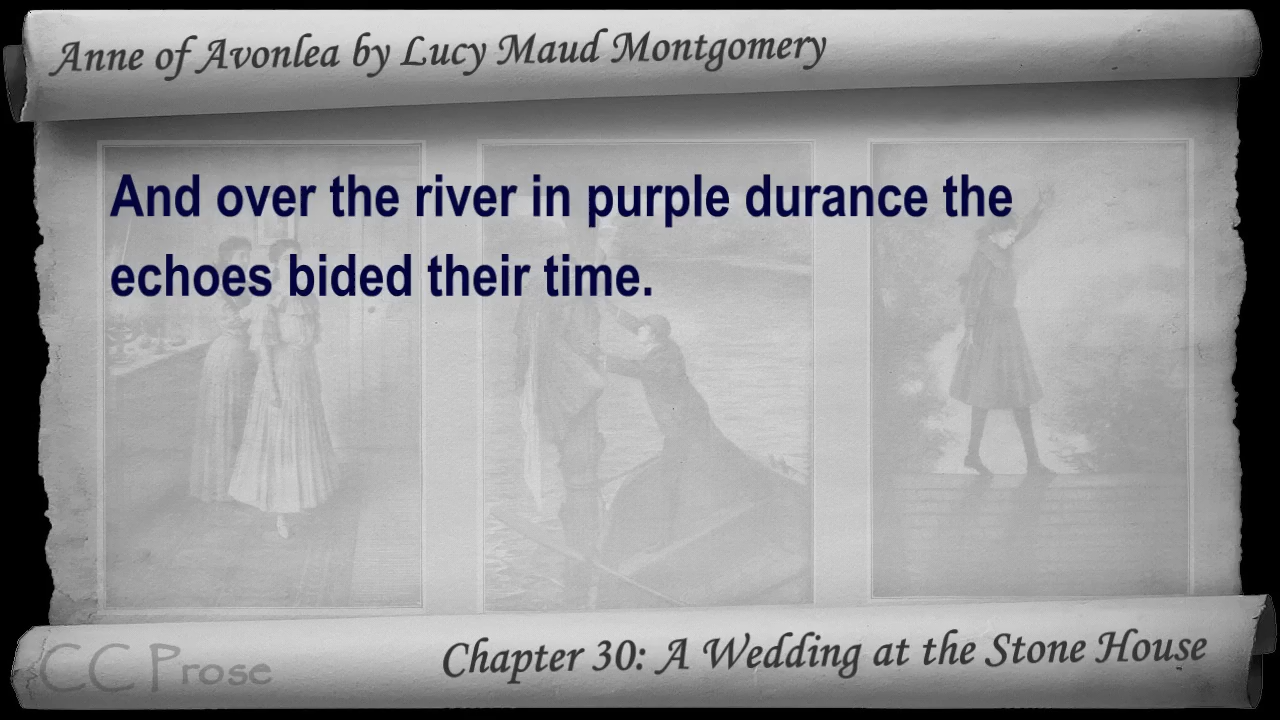 Anne of Avonlea by Lucy Maud Montgomery
And over the river in purple durance the
echoes bided their time.
CC Prose
Chapter 30: A Wedding at the Stone House